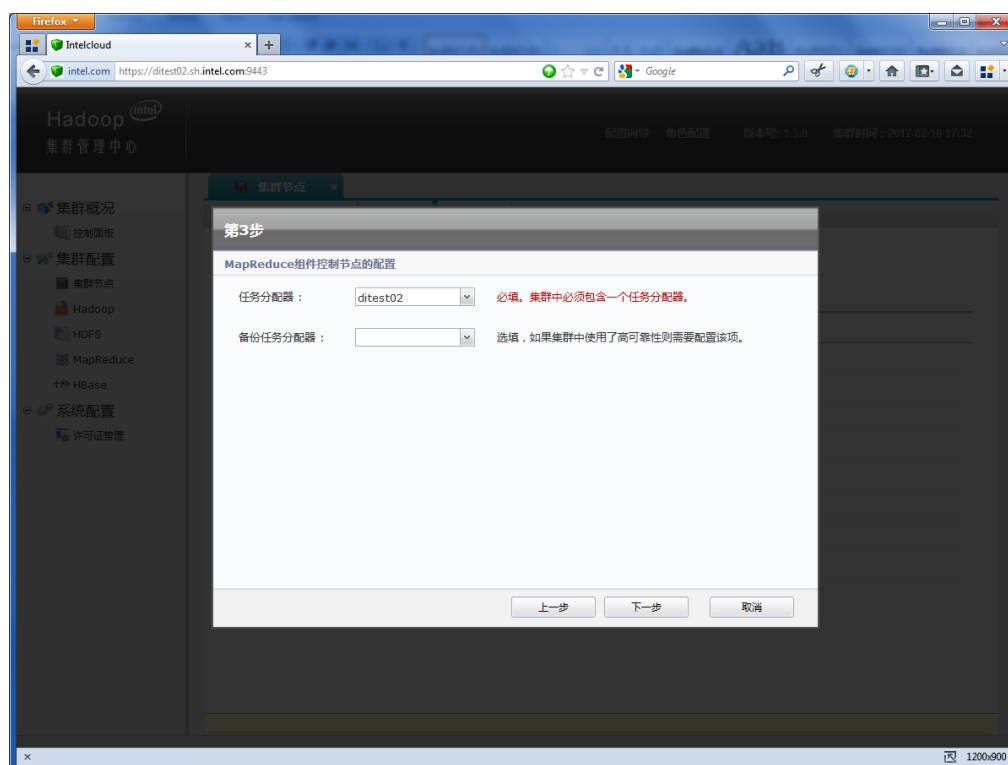 Firefox
Intelcloud
intel.com https://ditest02.sh.intel.com:9443
Google
Hadoop (intel)
集群管理中心
配置向导 角色配置 版本号: 1.3.0 集群时间：2012-02-16 17:32
集群节点
集群概况
控制面板
集群配置
集群节点
Hadoop
HDFS
MapReduce
HBase
系统配置
许可证管理
第3步
MapReduce组件控制节点的配置
任务分配器： ditest02 必填。集群中必须包含一个任务分配器。
备份任务分配器： 选填，如果集群中使用了高可靠性则需要配置该项。
上一步 下一步 取消
1200x900